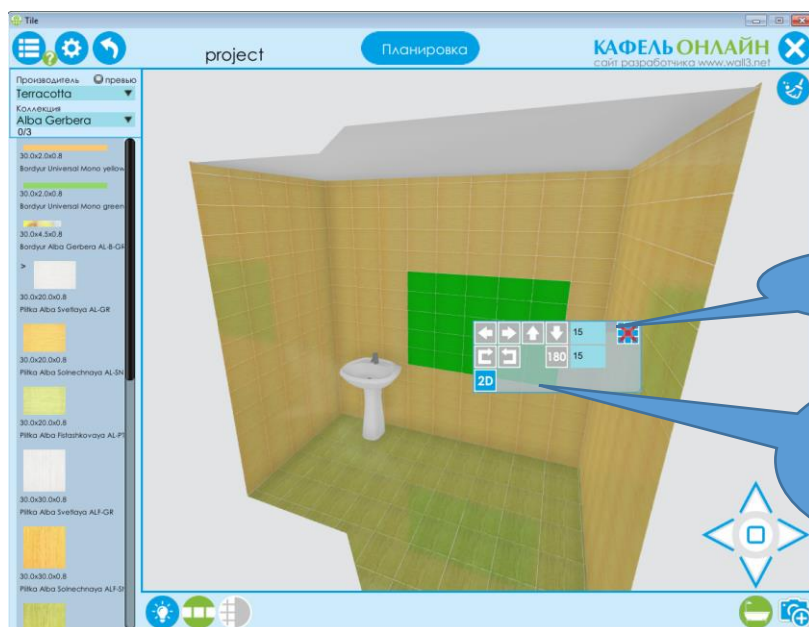 Tile
project
Планировка
КАФЕЛЬ ОНЛАЙН
сайт разработчика www.wall3.net
?
Производитель
превью
Terracotta
Коллекция
Alba Gerbera
0/3
30.0x2.0x0.8
Bordyur Universal Mono yellow
30.0x2.0x0.8
Bordyur Universal Mono green
30.0x4.5x0.8
Bordyur Alba Gerbera AL-B-GR
>
30.0x20.0x0.8
Plitka Alba Svetlaya AL-GR
30.0x20.0x0.8
Plitka Alba Solnechnaya AL-SN
30.0x20.0x0.8
Plitka Alba Fistashkovaya AL-PT
30.0x30.0x0.8
Plitka Alba Svetlaya ALF-GR
30.0x30.0x0.8
Plitka Alba Solnechnaya ALF-SN
15
180
15
2D